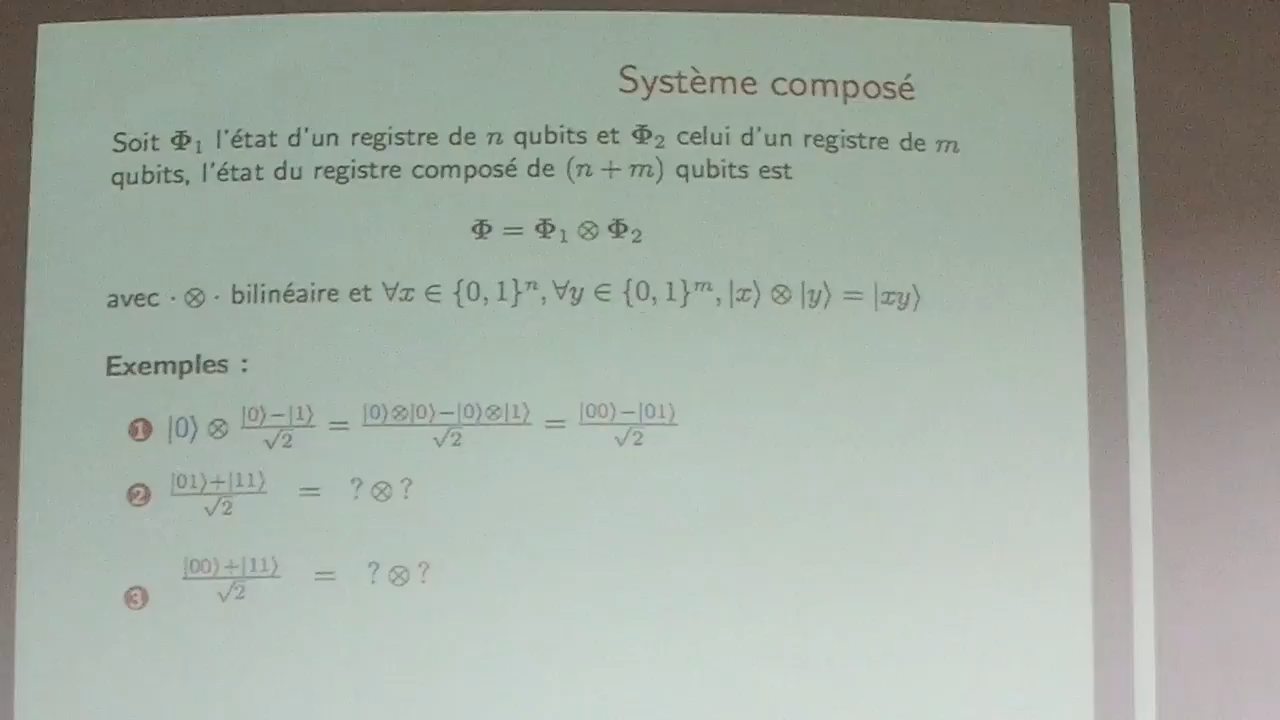 Système composé
Soit Φ₁ l'état d'un registre de n qubits et Φ₂ celui d'un registre de m
qubits, l'état du registre composé de (n + m) qubits est
Φ = Φ₁ ⊗ Φ₂
avec · ⊗ · bilinéaire et ∀x ∈ {0, 1}ⁿ, ∀y ∈ {0, 1}ᵐ, |x⟩ ⊗ |y⟩ = |xy⟩
Exemples :
1 |0⟩ ⊗ (|0⟩−|1⟩)/√2 = (|0⟩⊗|0⟩−|0⟩⊗|1⟩)/√2 = (|00⟩−|01⟩)/√2
2 (|01⟩+|11⟩)/√2 = ? ⊗ ?
3 (|00⟩+|11⟩)/√2 = ? ⊗ ?